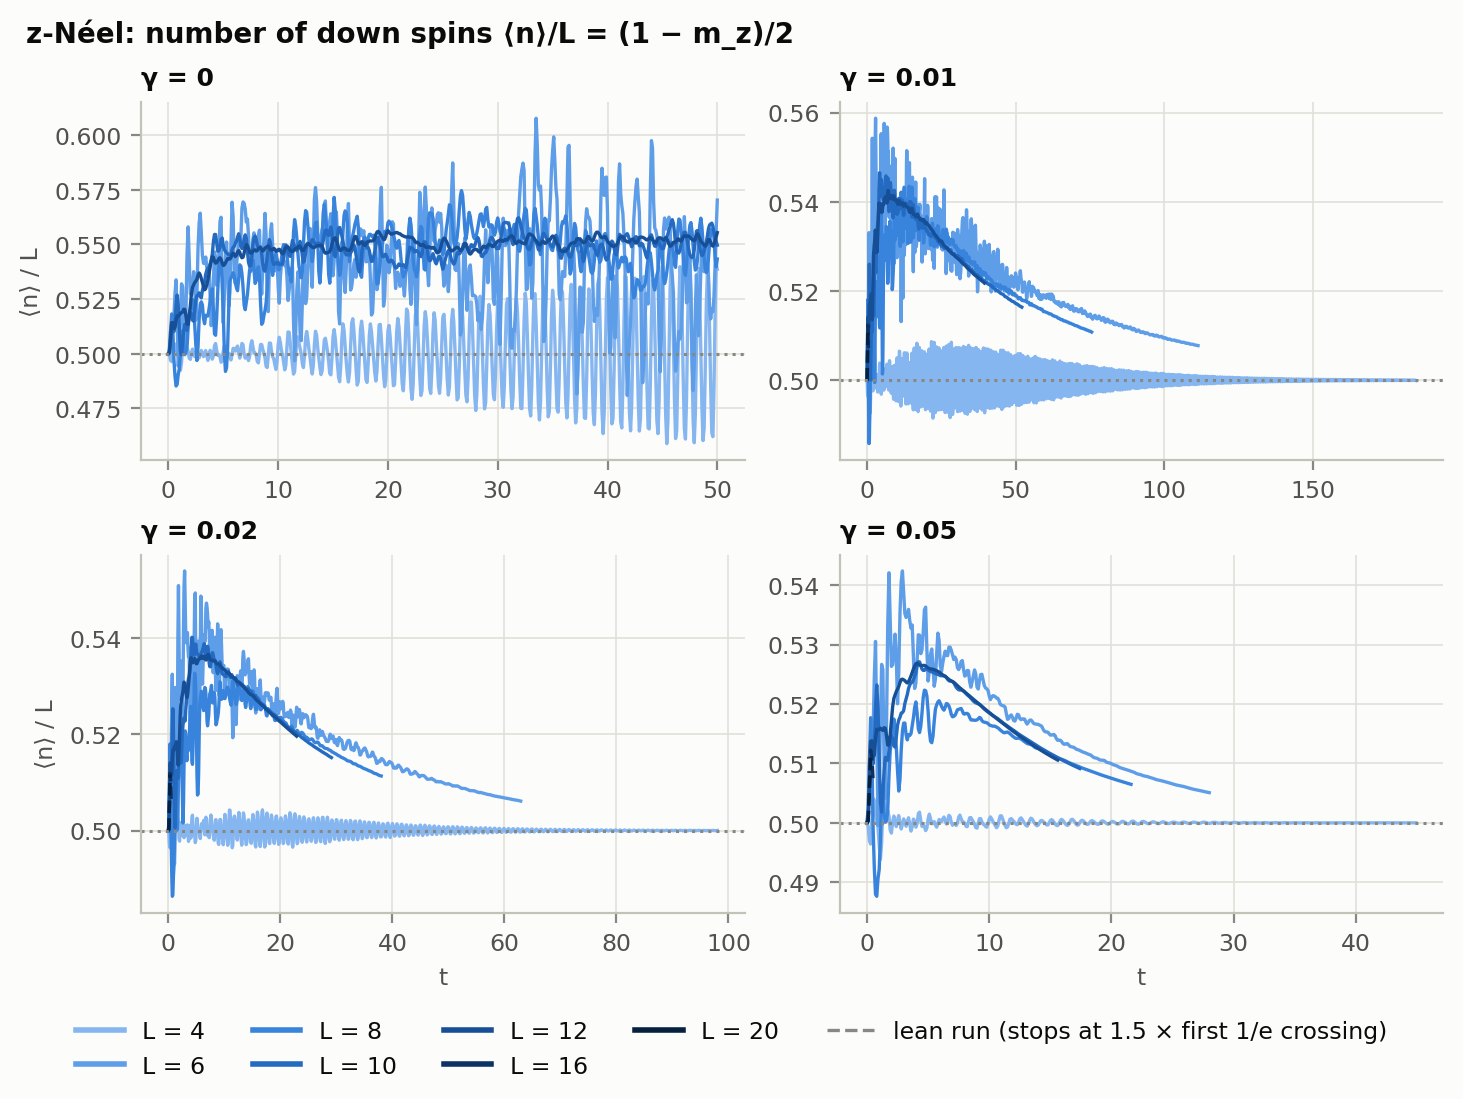 z-Néel: number of down spins ⟨n⟩/L = (1 − m_z)/2
γ = 0
⟨n⟩ / L
0.600
0.575
0.550
0.525
0.500
0.475
0 10 20 30 40 50
γ = 0.01
0.56
0.54
0.52
0.50
0 50 100 150
γ = 0.02
⟨n⟩ / L
0.54
0.52
0.50
0 20 40 60 80 100
t
γ = 0.05
0.54
0.53
0.52
0.51
0.50
0.49
0 10 20 30 40
t
L = 4 L = 8 L = 12 L = 20 lean run (stops at 1.5 × first 1/e crossing)
L = 6 L = 10 L = 16